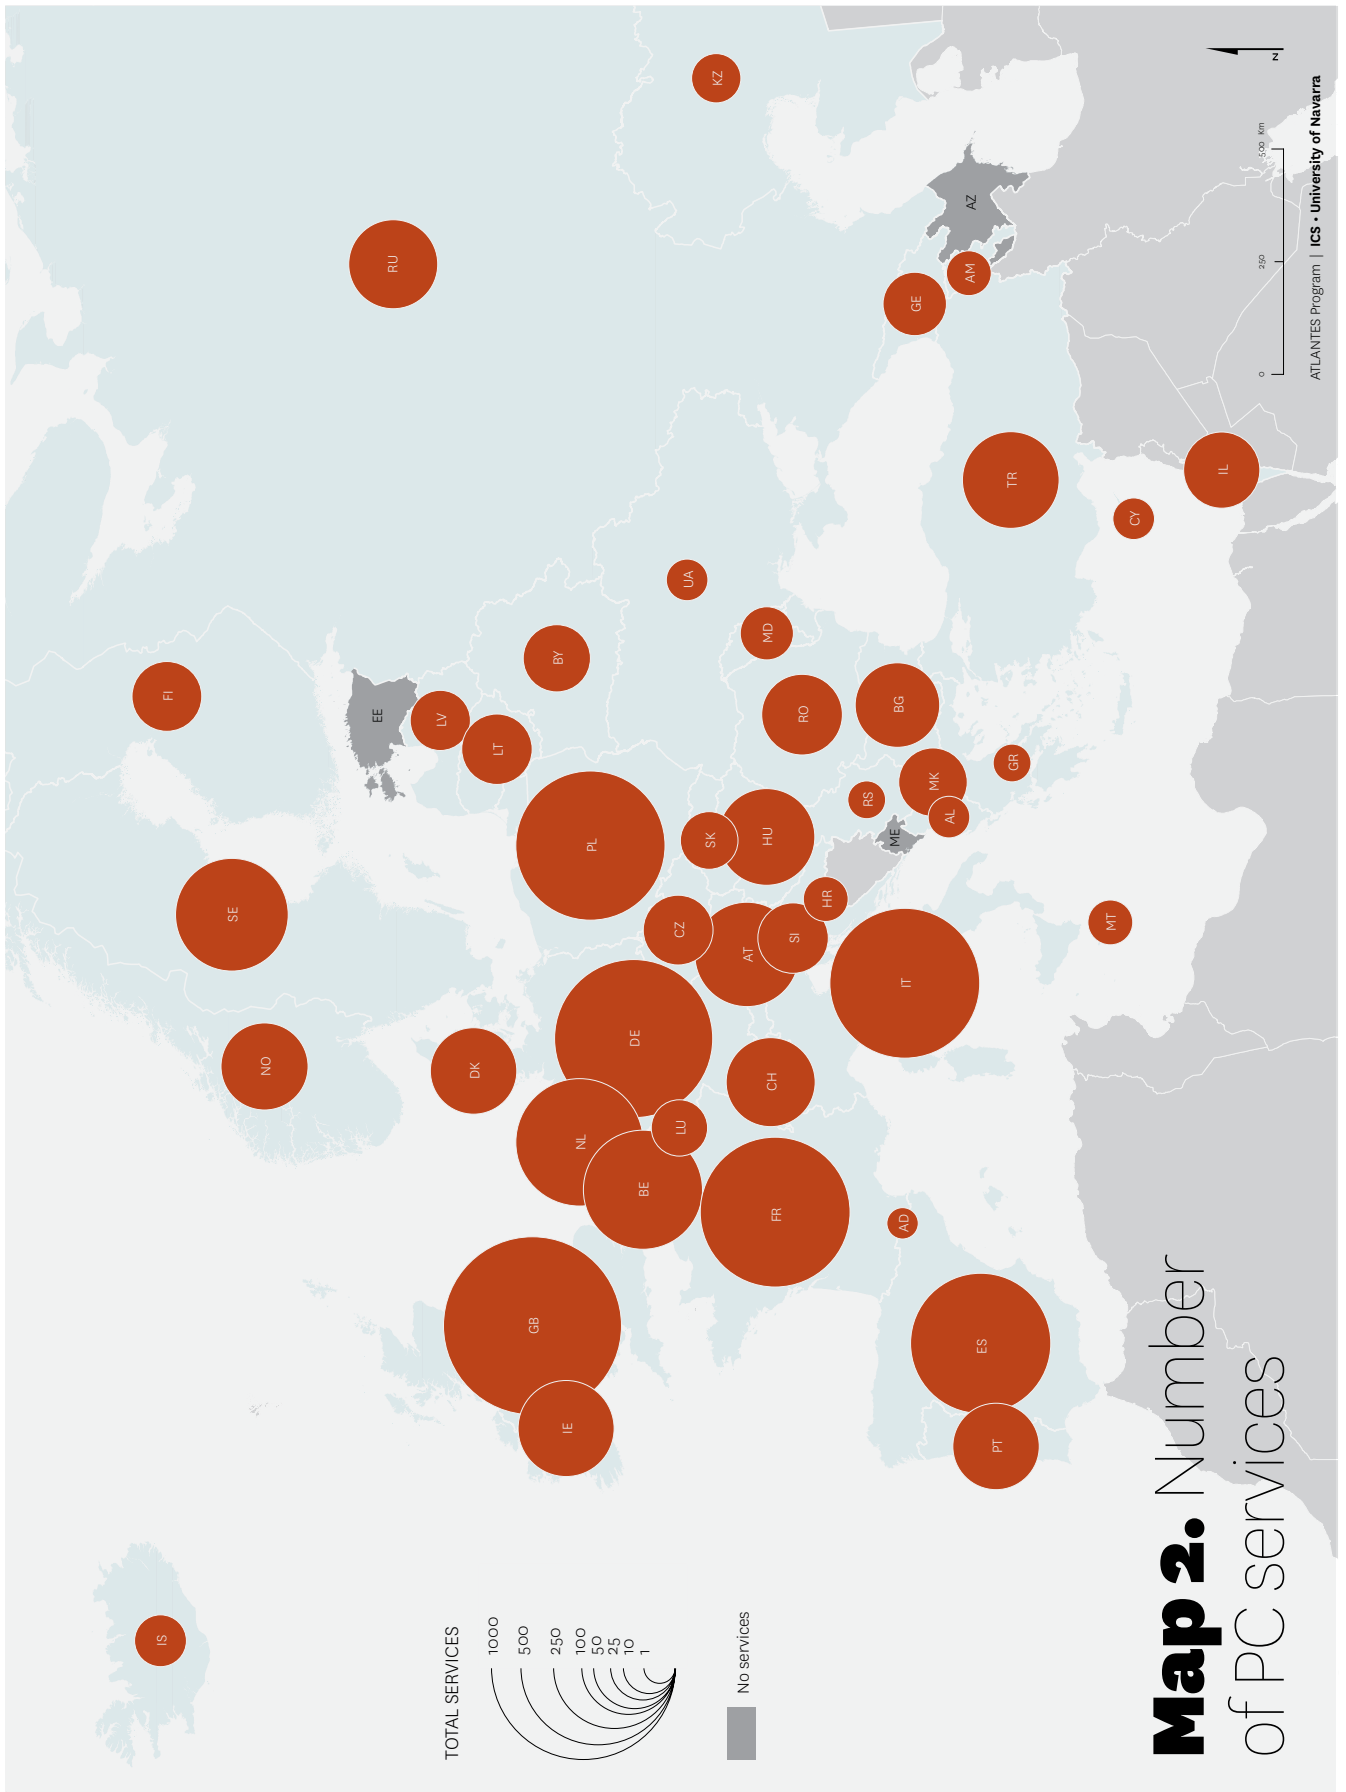 IS
FI
SE
NO
EE
RU
LV
DK
LT
GB
BY
IE
NL
PL
DE
BE
LU
CZ
UA
SK
KZ
AT
HU
MD
CH
FR
SI
RO
HR
RS
ME
BG
AD
IT
GE
MK
AL
AM
AZ
ES
PT
TR
GR
MT
CY
IL
TOTAL SERVICES
1000
500
250
100
50
25
10
1
No services
Map 2. Number
of PC services
N
0 250 500 Km
ATLANTES Program | ICS • University of Navarra